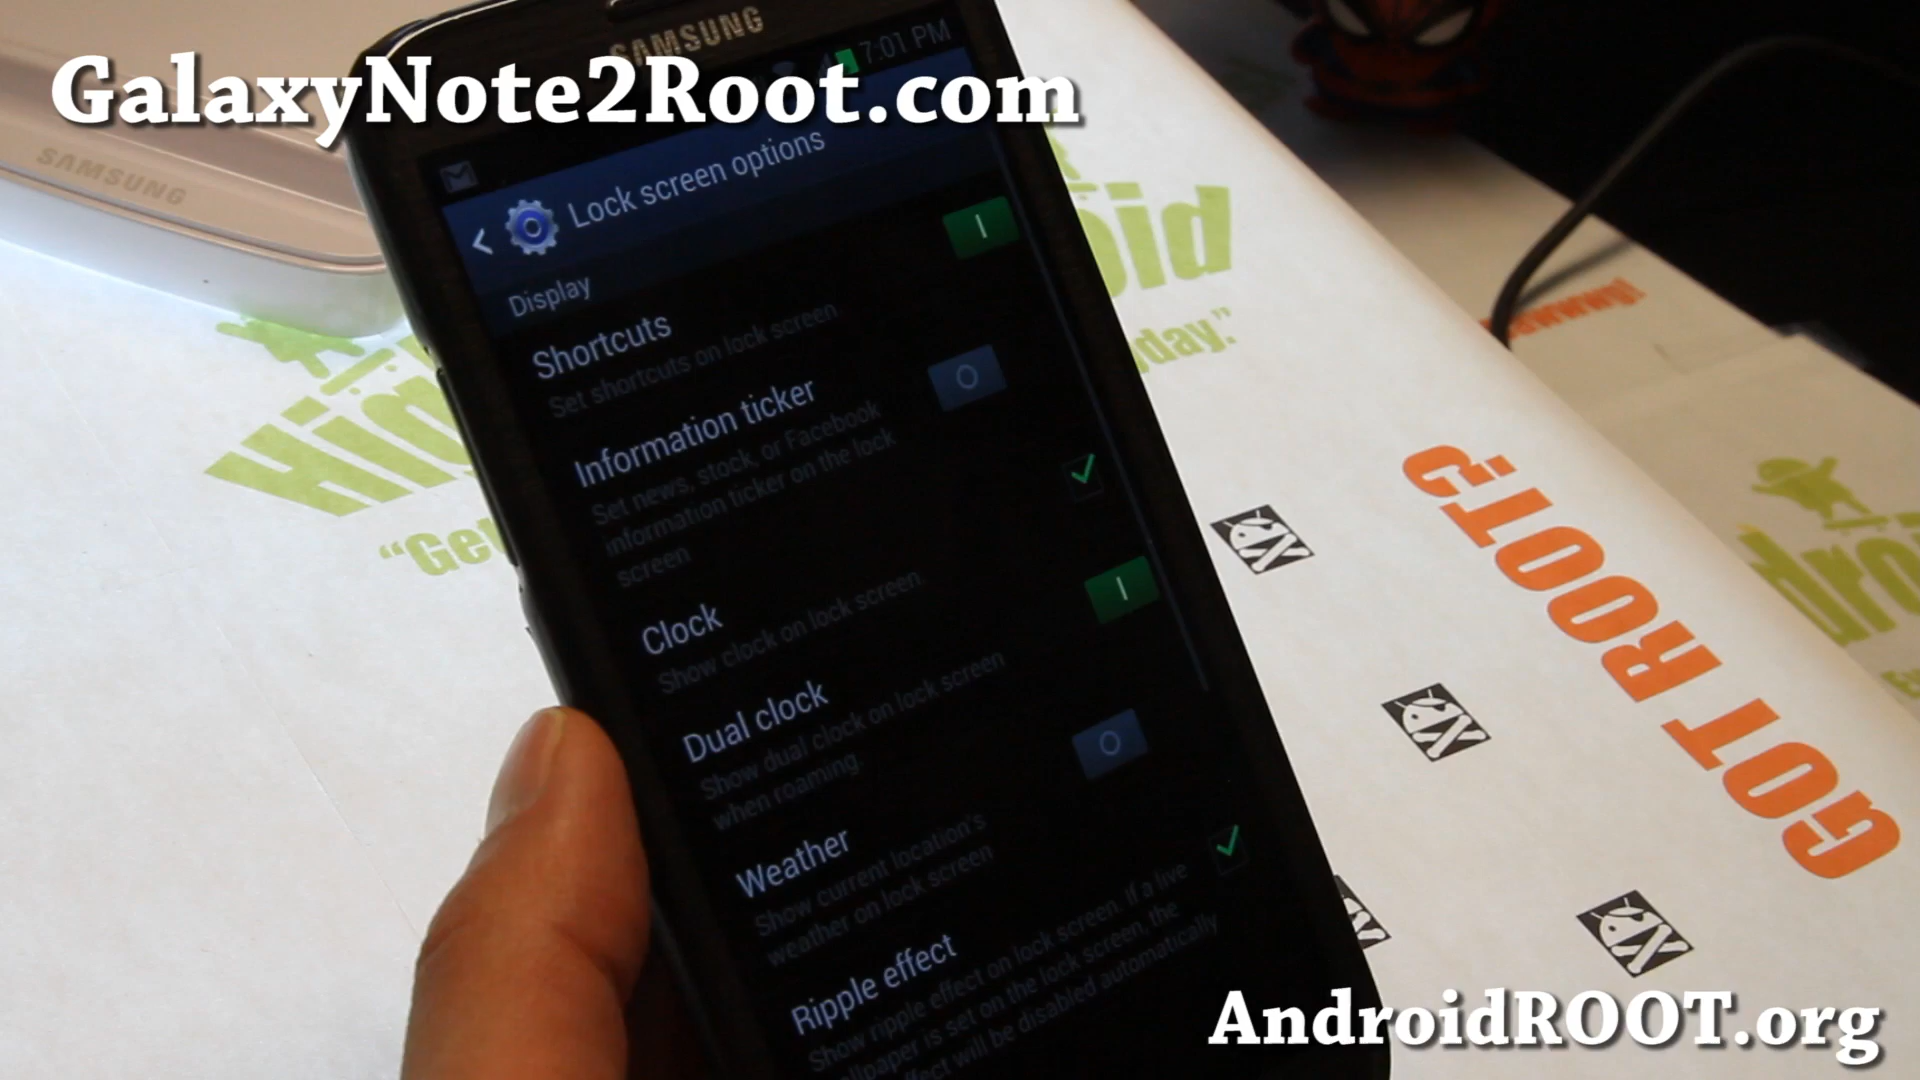 GalaxyNote2Root.com
SAMSUNG
SAMSUNG
7:01 PM
Lock screen options
Display
Shortcuts
Set shortcuts on lock screen
Information ticker
Set news, stock, or Facebook
information ticker on the lock
screen
Clock
Show clock on lock screen.
Dual clock
Show dual clock on lock screen
when roaming.
Weather
Show current location's
weather on lock screen
Ripple effect
Show ripple effect on lock screen. If a live
wallpaper is set on the lock screen, the
effect will be disabled automatically
"Get
GOT ROOT?
AndroidROOT.org